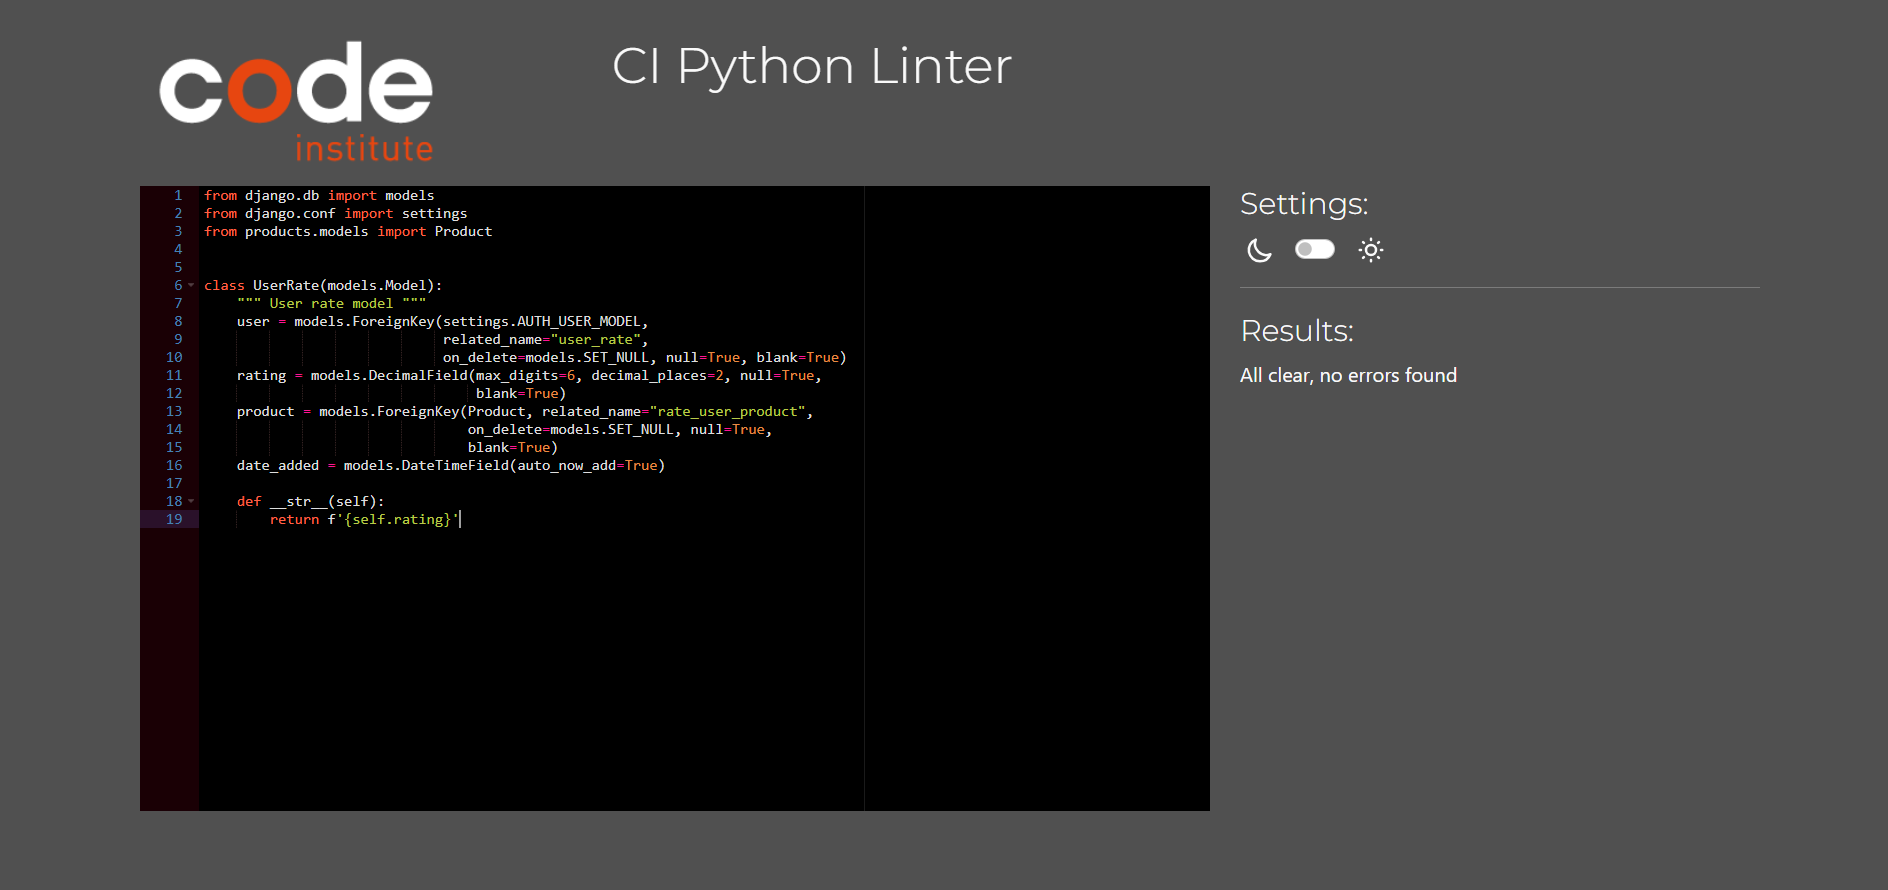 code
institute
CI Python Linter
1 from django.db import models
2 from django.conf import settings
3 from products.models import Product
4
5
6 class UserRate(models.Model):
7     """ User rate model """
8     user = models.ForeignKey(settings.AUTH_USER_MODEL,
9                              related_name="user_rate",
10                             on_delete=models.SET_NULL, null=True, blank=True)
11    rating = models.DecimalField(max_digits=6, decimal_places=2, null=True,
12                                 blank=True)
13    product = models.ForeignKey(Product, related_name="rate_user_product",
14                                on_delete=models.SET_NULL, null=True,
15                                blank=True)
16    date_added = models.DateTimeField(auto_now_add=True)
17
18    def __str__(self):
19        return f'{self.rating}'
Settings:
Results:
All clear, no errors found